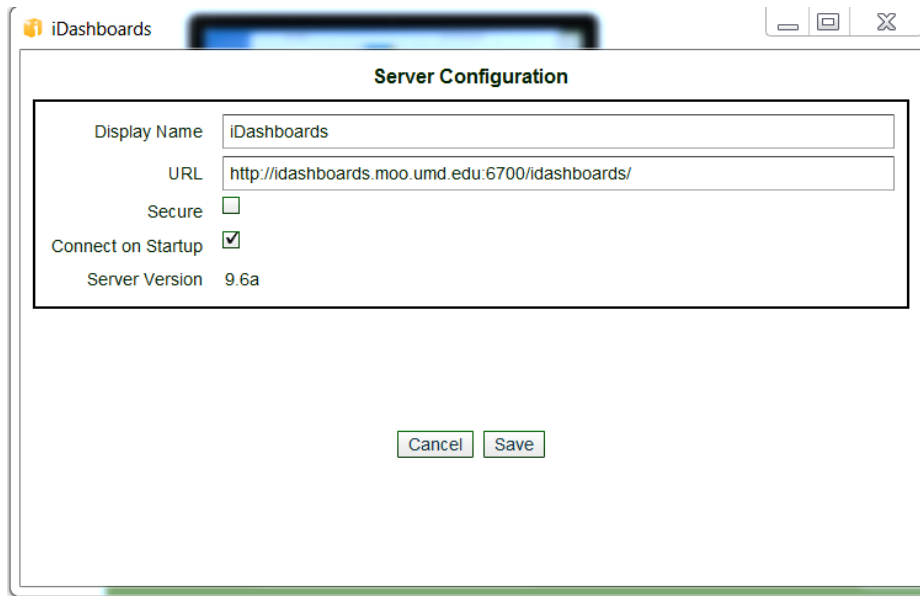 iDashboards
Server Configuration
Display Name iDashboards
URL http://idashboards.moo.umd.edu:6700/idashboards/
Secure
Connect on Startup
Server Version 9.6a
Cancel Save